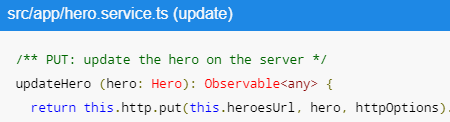 src/app/hero.service.ts (update)
/** PUT: update the hero on the server */
updateHero (hero: Hero): Observable<any> {
return this.http.put(this.heroesUrl, hero, httpOptions).